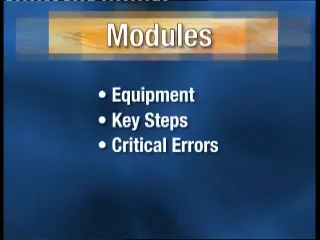 Modules
• Equipment
• Key Steps
• Critical Errors